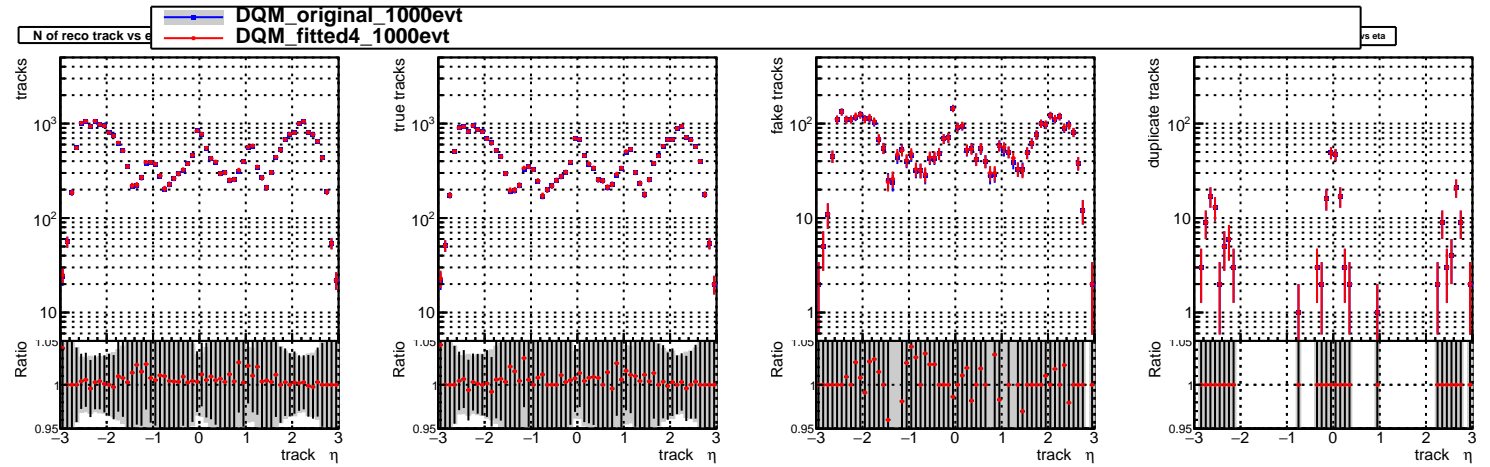 DQM_original_1000evt
DQM_fitted4_1000evt
N of reco track vs e
vs eta
tracks
10³
10²
10
Ratio
1.05
1
0.95
−3 −2 −1 0 1 2 3
track η
true tracks
10³
10²
10
Ratio
1.05
1
0.95
−3 −2 −1 0 1 2 3
track η
fake tracks
10²
10
1
Ratio
1.05
1
0.95
−3 −2 −1 0 1 2 3
track η
duplicate tracks
10²
10
1
Ratio
1.05
1
0.95
−3 −2 −1 0 1 2 3
track η